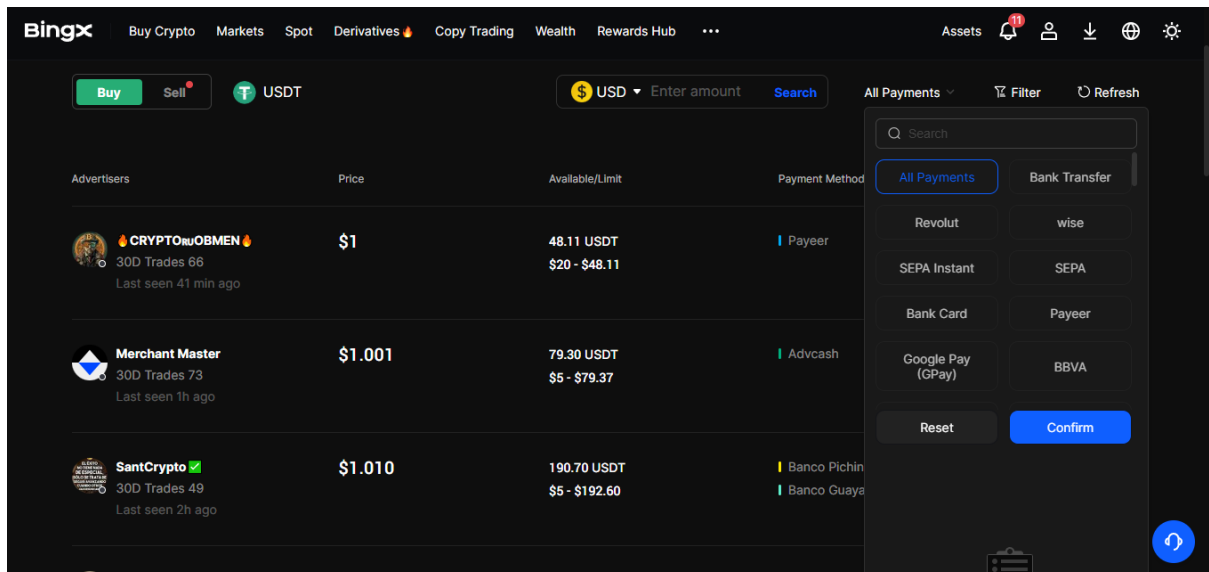 BingX Buy Crypto Markets Spot Derivatives Copy Trading Wealth Rewards Hub ••• Assets 11
Buy Sell USDT USD Enter amount Search All Payments Filter Refresh
Search
Advertisers Price Available/Limit Payment Method All Payments Bank Transfer
Revolut wise
CRYPTORUOBMEN $1 48.11 USDT Payeer
30D Trades 66 $20 - $48.11 SEPA Instant SEPA
Last seen 41 min ago
Bank Card Payeer
Merchant Master $1.001 79.30 USDT Advcash Google Pay (GPay) BBVA
30D Trades 73 $5 - $79.37
Last seen 1h ago
Reset Confirm
SantCrypto $1.010 190.70 USDT Banco Pichin
30D Trades 49 $5 - $192.60 Banco Guaya
Last seen 2h ago